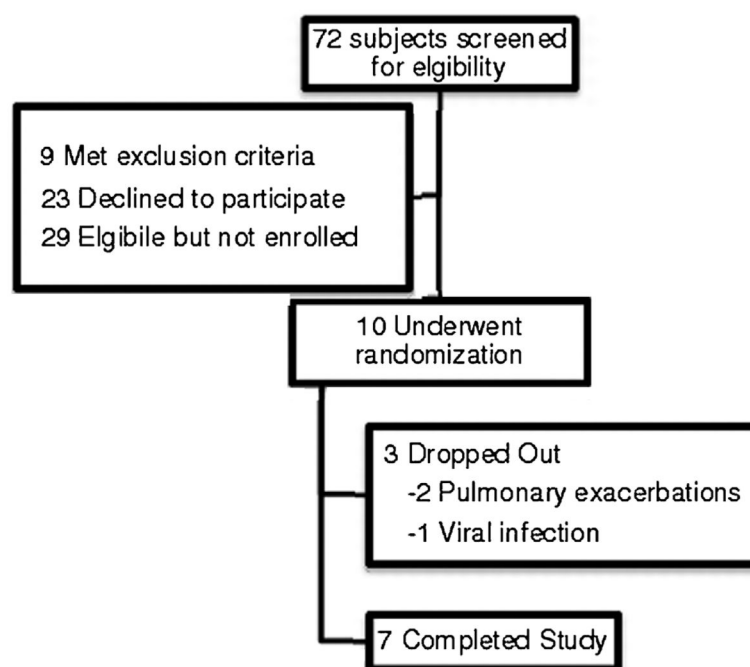 72 subjects screened
for elgibility
9 Met exclusion criteria
23 Declined to participate
29 Elgibile but not enrolled
10 Underwent
randomization
3 Dropped Out
-2 Pulmonary exacerbations
-1 Viral infection
7 Completed Study